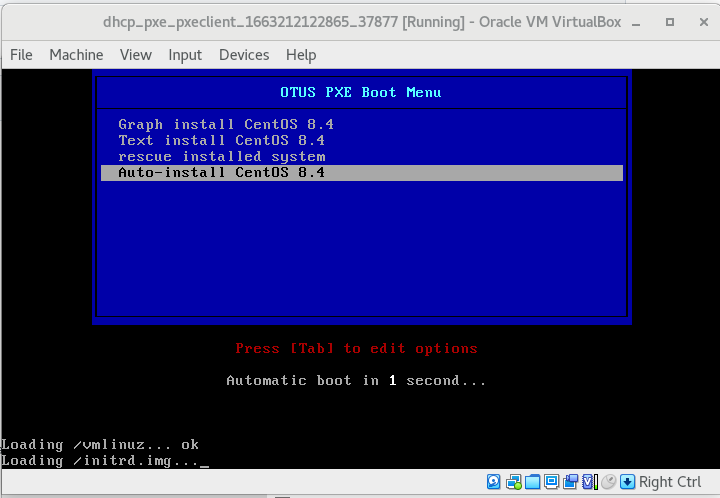 dhcp_pxe_pxeclient_1663212122865_37877 [Running] - Oracle VM VirtualBox
File Machine View Input Devices Help
OTUS PXE Boot Menu
Graph install CentOS 8.4
Text install CentOS 8.4
rescue installed system
Auto-install CentOS 8.4
Press [Tab] to edit options
Automatic boot in 1 second...
Loading /vmlinuz... ok
Loading /initrd.img..._
Right Ctrl